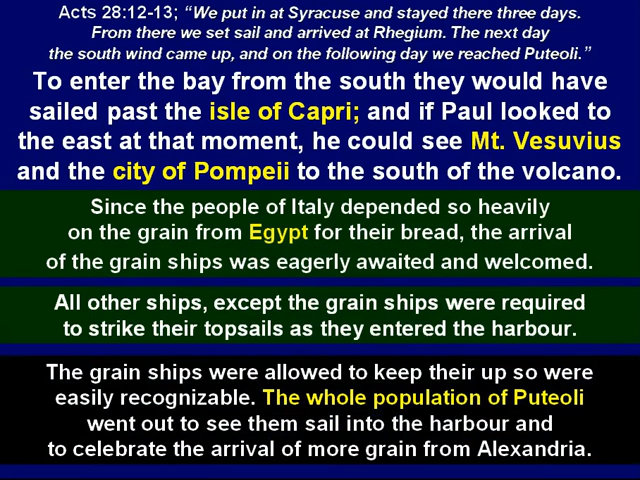 Acts 28:12-13; “We put in at Syracuse and stayed there three days.
From there we set sail and arrived at Rhegium. The next day
the south wind came up, and on the following day we reached Puteoli.”
To enter the bay from the south they would have
sailed past the isle of Capri; and if Paul looked to
the east at that moment, he could see Mt. Vesuvius
and the city of Pompeii to the south of the volcano.
Since the people of Italy depended so heavily
on the grain from Egypt for their bread, the arrival
of the grain ships was eagerly awaited and welcomed.
All other ships, except the grain ships were required
to strike their topsails as they entered the harbour.
The grain ships were allowed to keep their up so were
easily recognizable. The whole population of Puteoli
went out to see them sail into the harbour and
to celebrate the arrival of more grain from Alexandria.